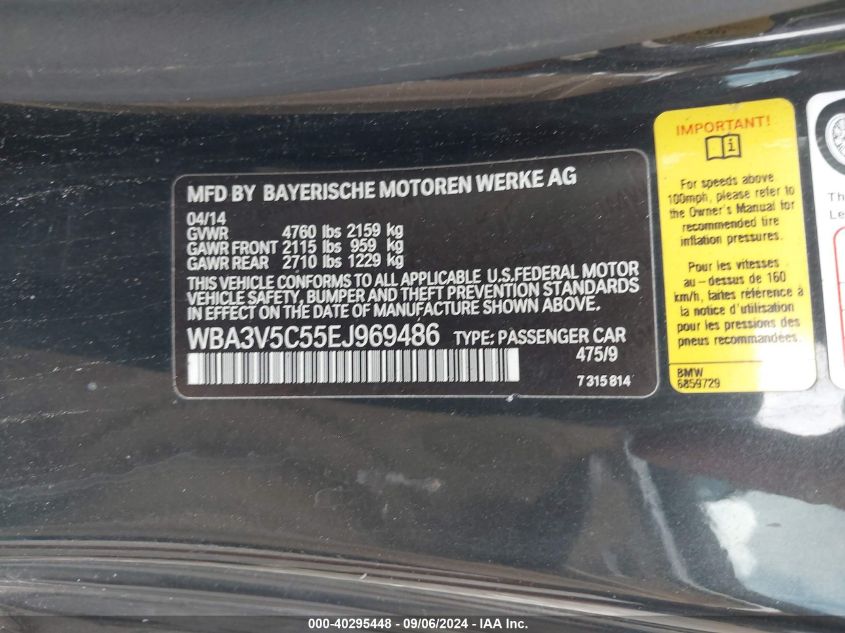 MFD BY BAYERISCHE MOTOREN WERKE AG
04/14
GVWR 4760 lbs 2159 kg
GAWR FRONT 2115 lbs 959 kg
GAWR REAR 2710 lbs 1229 kg
THIS VEHICLE CONFORMS TO ALL APPLICABLE U.S.FEDERAL MOTOR
VEHICLE SAFETY, BUMPER AND THEFT PREVENTION STANDARDS
IN EFFECT ON THE DATE OF MANUFACTURE SHOWN ABOVE.
WBA3V5C55EJ969486 TYPE: PASSENGER CAR
475/9
7315814
IMPORTANT!
For speeds above
100mph, please refer to
the Owner's Manual for
recommended tire
inflation pressures.
Pour les vitesses
au-dessus de 160
km/h, faites référence à
la notice d'utilisation
pour les pressions des
pneus recommandées.
BMW
6859729
Th
Le
000-40295448 - 09/06/2024 - IAA Inc.